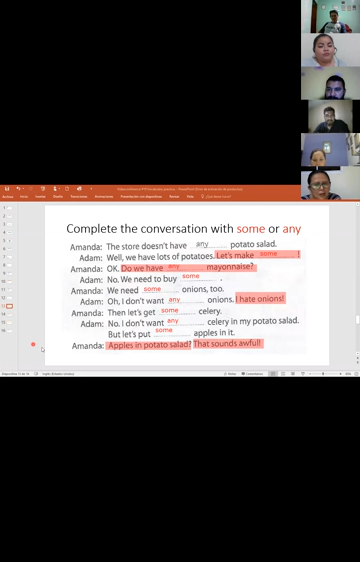 Complete the conversation with some or any
Amanda: The store doesn't have any potato salad.
Adam: Well, we have lots of potatoes. Let's make some !
Amanda: OK. Do we have any mayonnaise?
Adam: No. We need to buy some .
Amanda: We need some onions, too.
Adam: Oh, I don't want any onions. I hate onions!
Amanda: Then let's get some celery.
Adam: No. I don't want any celery in my potato salad.
But let's put some apples in it.
Amanda: Apples in potato salad? That sounds awful!